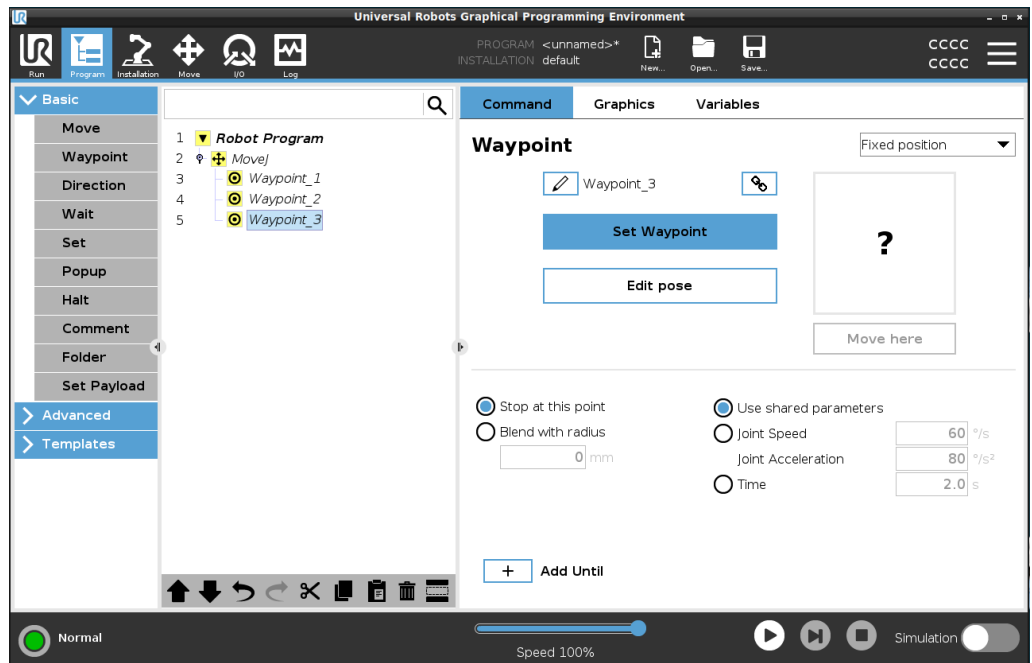 Universal Robots Graphical Programming Environment
PROGRAM <unnamed>*
INSTALLATION default
CCCC
CCCC
Run Program Installation Move I/O Log New... Open... Save...
Basic
Move
Waypoint
Direction
Wait
Set
Popup
Halt
Comment
Folder
Set Payload
Advanced
Templates
1 Robot Program
2 MoveJ
3 Waypoint_1
4 Waypoint_2
5 Waypoint_3
Command Graphics Variables
Waypoint
Fixed position
Waypoint_3
Set Waypoint
?
Edit pose
Move here
Stop at this point
Blend with radius
0 mm
Use shared parameters
Joint Speed 60 °/s
Joint Acceleration 80 °/s²
Time 2.0 s
+ Add Until
Normal
Speed 100%
Simulation